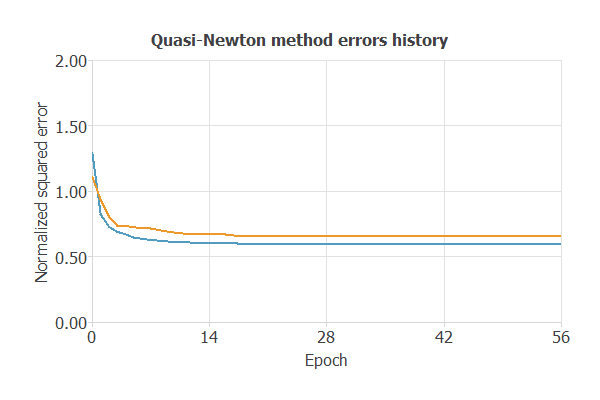 Quasi-Newton method errors history
2.00
1.50
1.00
0.50
0.00
Normalized squared error
0 14 28 42 56
Epoch